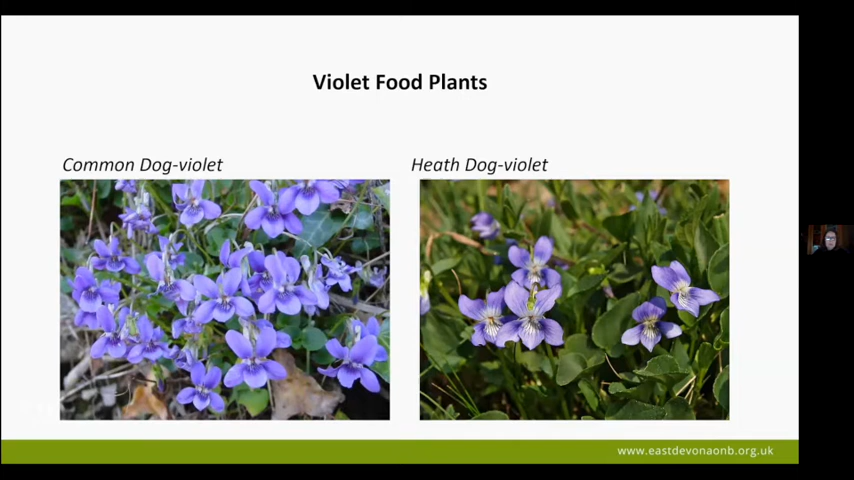 Violet Food Plants
Common Dog-violet
Heath Dog-violet
www.eastdevonaonb.org.uk